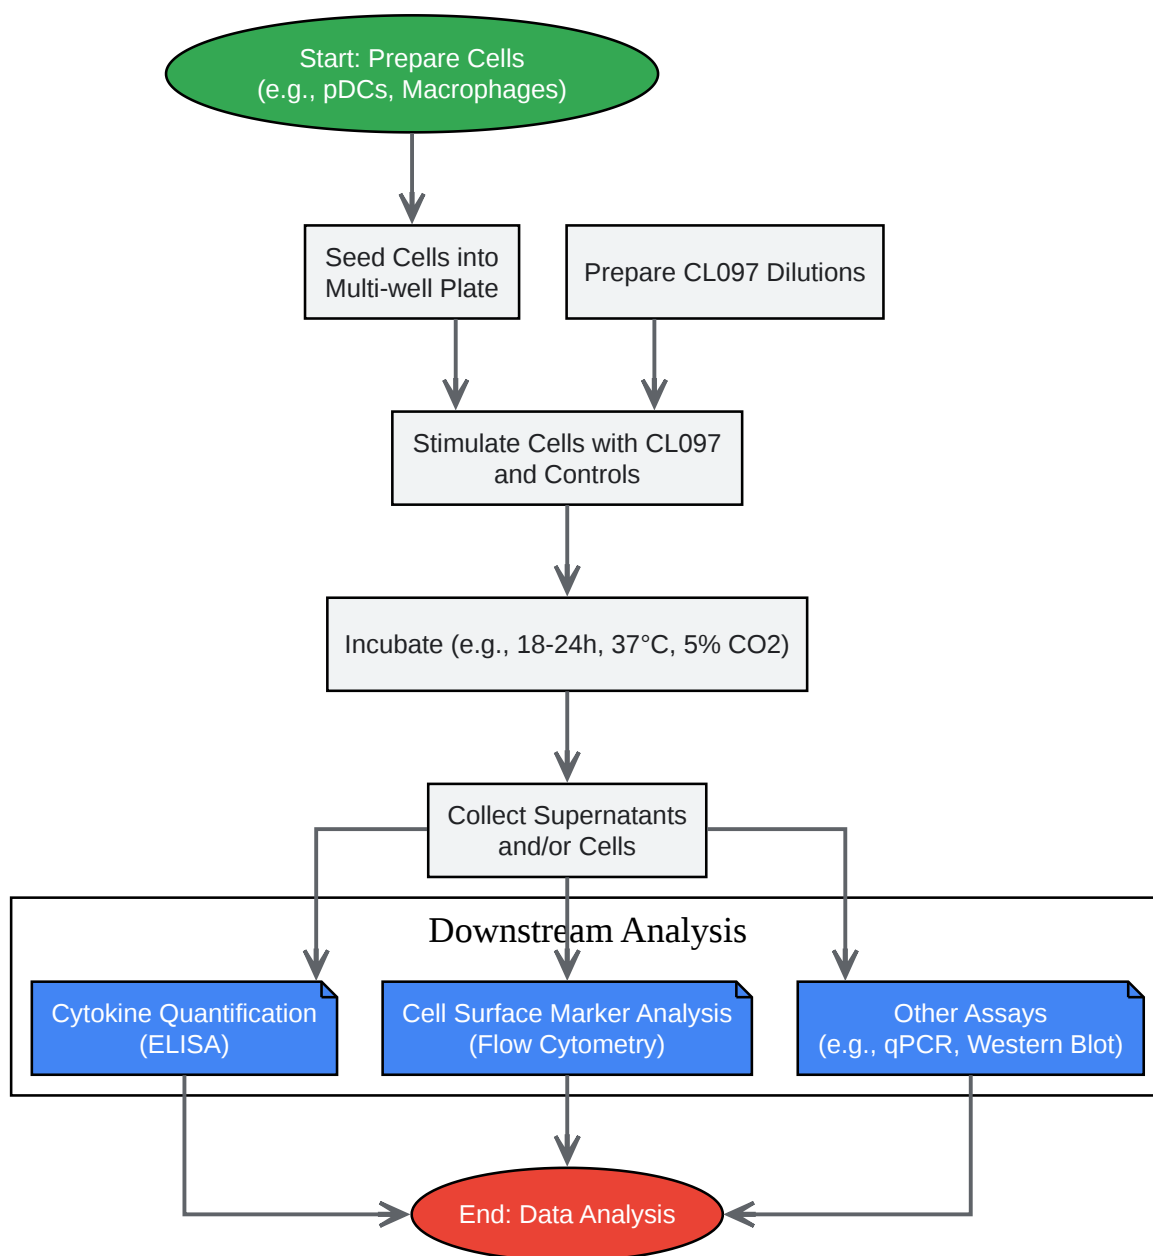 Start: Prepare Cells
(e.g., pDCs, Macrophages)
Seed Cells into
Multi-well Plate
Prepare CL097 Dilutions
Stimulate Cells with CL097
and Controls
Incubate (e.g., 18-24h, 37°C, 5% CO2)
Collect Supernatants
and/or Cells
Downstream Analysis
Cytokine Quantification
(ELISA)
Cell Surface Marker Analysis
(Flow Cytometry)
Other Assays
(e.g., qPCR, Western Blot)
End: Data Analysis